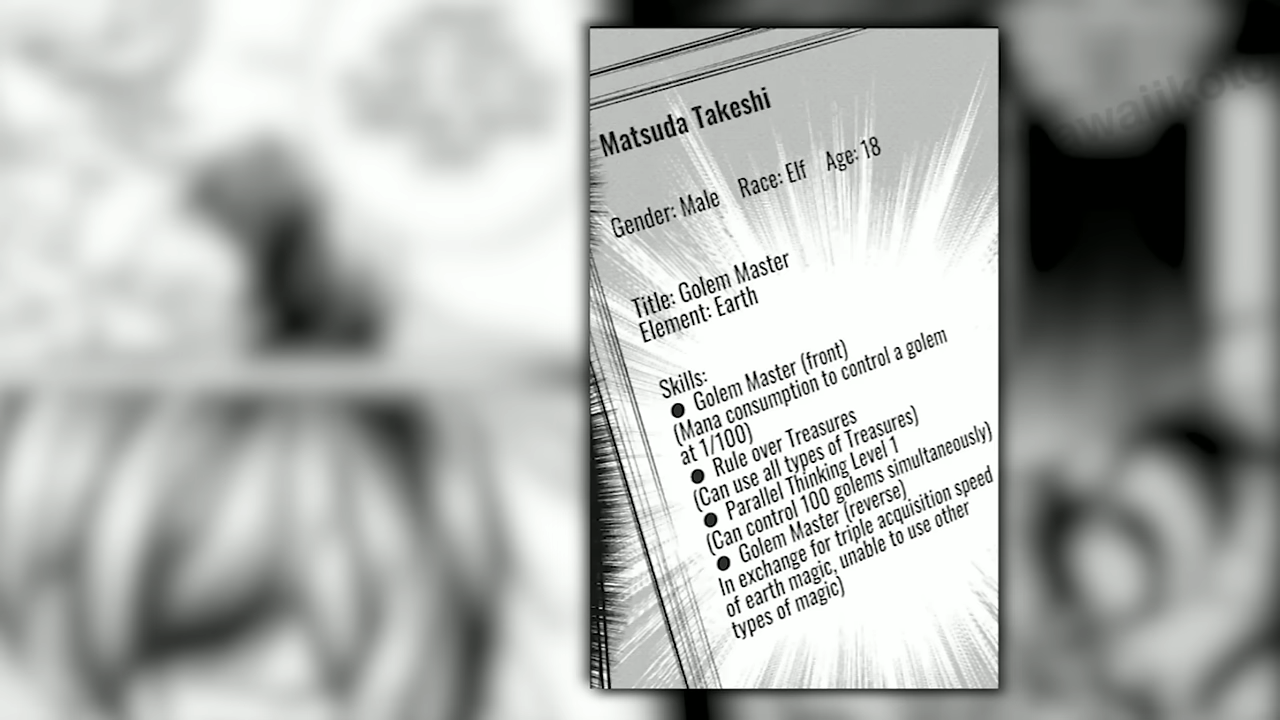 Matsuda Takeshi
Gender: Male Race: Elf Age: 18
Title: Golem Master
Element: Earth
Skills:
● Golem Master (front)
(Mana consumption to control a golem
at 1/100)
● Rule over Treasures
(Can use all types of Treasures)
● Parallel Thinking Level 1
(Can control 100 golems simultaneously)
● Golem Master (reverse)
In exchange for triple acquisition speed
of earth magic, unable to use other
types of magic)